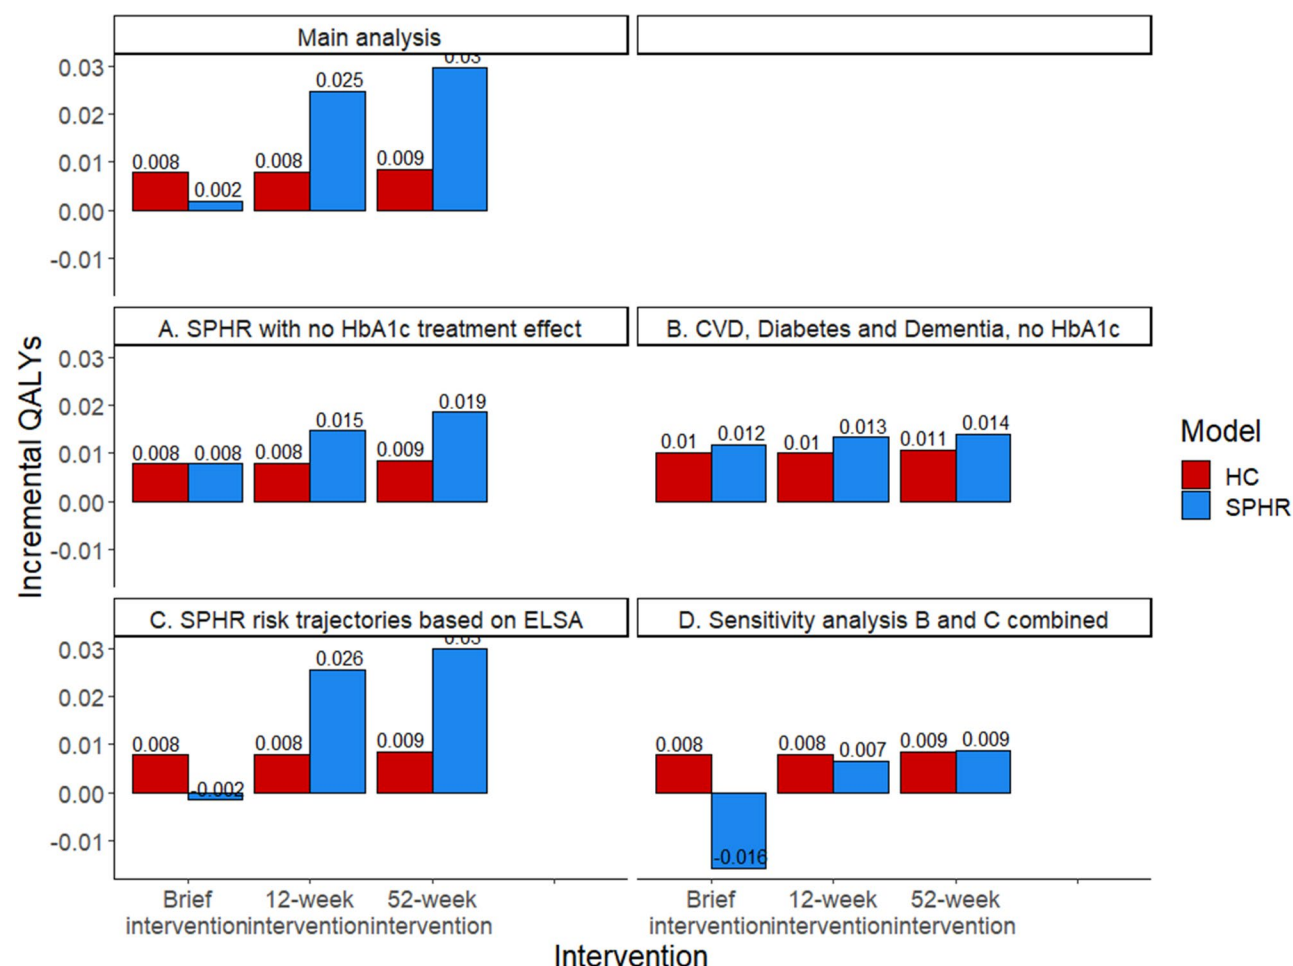 Main analysis
0.03
0.02
0.01
0.00
-0.01
0.008
0.002
0.008
0.025
0.009
0.03
A. SPHR with no HbA1c treatment effect
B. CVD, Diabetes and Dementia, no HbA1c
0.03
0.02
0.01
0.00
-0.01
0.008
0.008
0.008
0.015
0.009
0.019
0.01
0.012
0.01
0.013
0.011
0.014
C. SPHR risk trajectories based on ELSA
D. Sensitivity analysis B and C combined
0.03
0.02
0.01
0.00
-0.01
0.008
-0.002
0.008
0.026
0.009
0.03
0.008
-0.016
0.008
0.007
0.009
0.009
Brief
intervention
12-week
intervention
52-week
intervention
Brief
intervention
12-week
intervention
52-week
intervention
Intervention
Incremental QALYs
Model
HC
SPHR